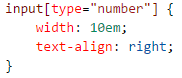 input[type="number"] {
    width: 10em;
    text-align: right;
}